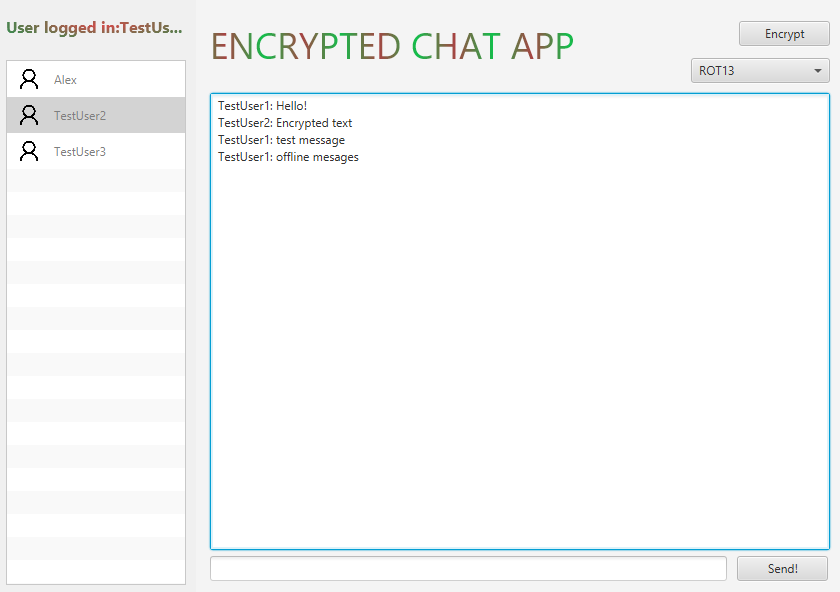 User logged in:TestUs...
ENCRYPTED CHAT APP
Encrypt
ROT13
Alex
TestUser2
TestUser3
TestUser1: Hello!
TestUser2: Encrypted text
TestUser1: test message
TestUser1: offline mesages
Send!